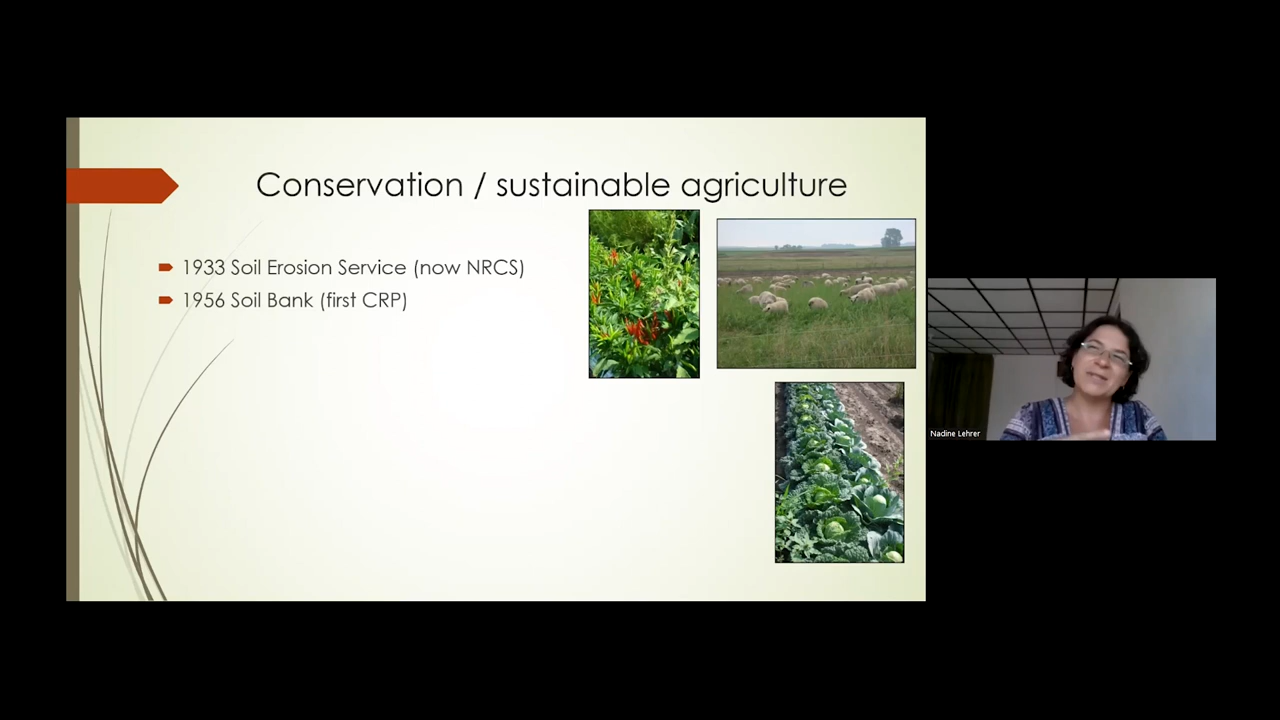 Conservation / sustainable agriculture
1933 Soil Erosion Service (now NRCS)
1956 Soil Bank (first CRP)
Nadine Lehrer